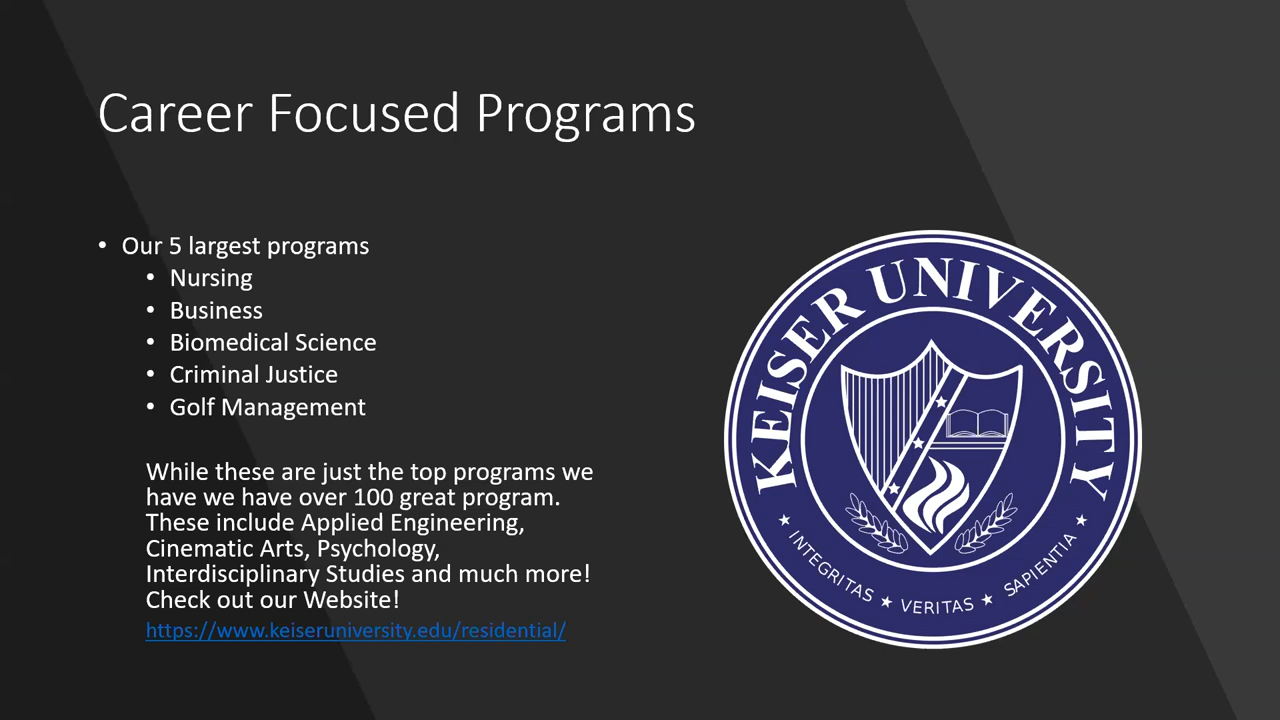 Career Focused Programs
• Our 5 largest programs
• Nursing
• Business
• Biomedical Science
• Criminal Justice
• Golf Management
While these are just the top programs we
have we have over 100 great program.
These include Applied Engineering,
Cinematic Arts, Psychology,
Interdisciplinary Studies and much more!
Check out our Website!
https://www.keiseruniversity.edu/residential/
KEISER UNIVERSITY
★ INTEGRITAS ★ VERITAS ★ SAPIENTIA ★